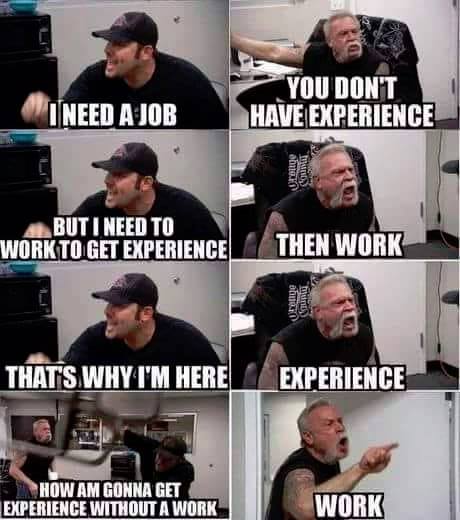 I NEED A JOB
YOU DON'T
HAVE EXPERIENCE
BUT I NEED TO
WORK TO GET EXPERIENCE
THEN WORK
THAT'S WHY I'M HERE
EXPERIENCE
HOW AM GONNA GET
EXPERIENCE WITHOUT A WORK
WORK